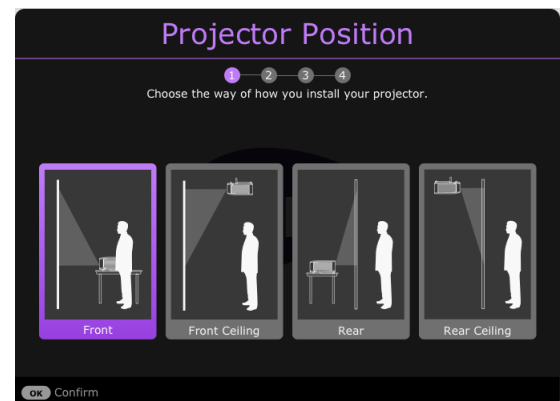 Projector Position
1 2 3 4
Choose the way of how you install your projector.
Front
Front Ceiling
Rear
Rear Ceiling
OK Confirm